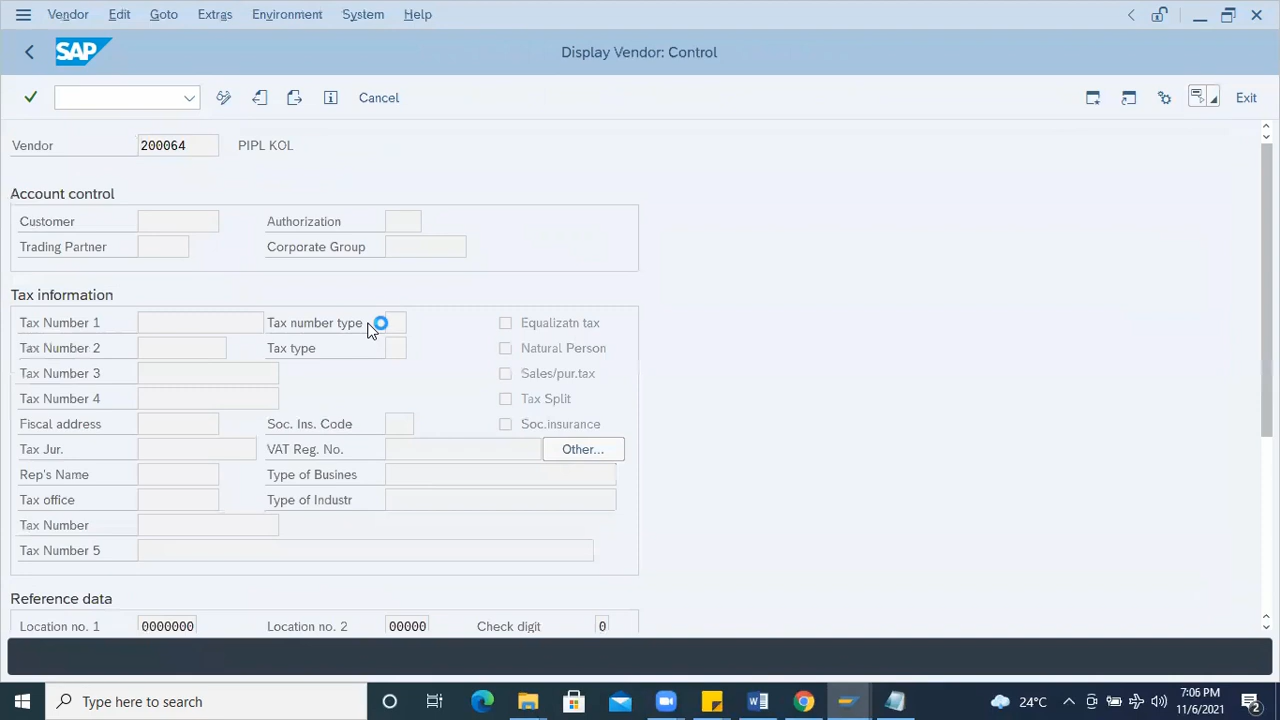 Vendor Edit Goto Extras Environment System Help
SAP Display Vendor: Control
Cancel Exit
Vendor 200064 PIPL KOL
Account control
Customer Authorization
Trading Partner Corporate Group
Tax information
Tax Number 1 Tax number type Equalizatn tax
Tax Number 2 Tax type Natural Person
Tax Number 3 Sales/pur.tax
Tax Number 4 Tax Split
Fiscal address Soc. Ins. Code Soc.insurance
Tax Jur. VAT Reg. No. Other...
Rep's Name Type of Busines
Tax office Type of Industr
Tax Number
Tax Number 5
Reference data
Location no. 1 0000000 Location no. 2 00000 Check digit 0
Type here to search 24°C 7:06 PM
11/6/2021 2